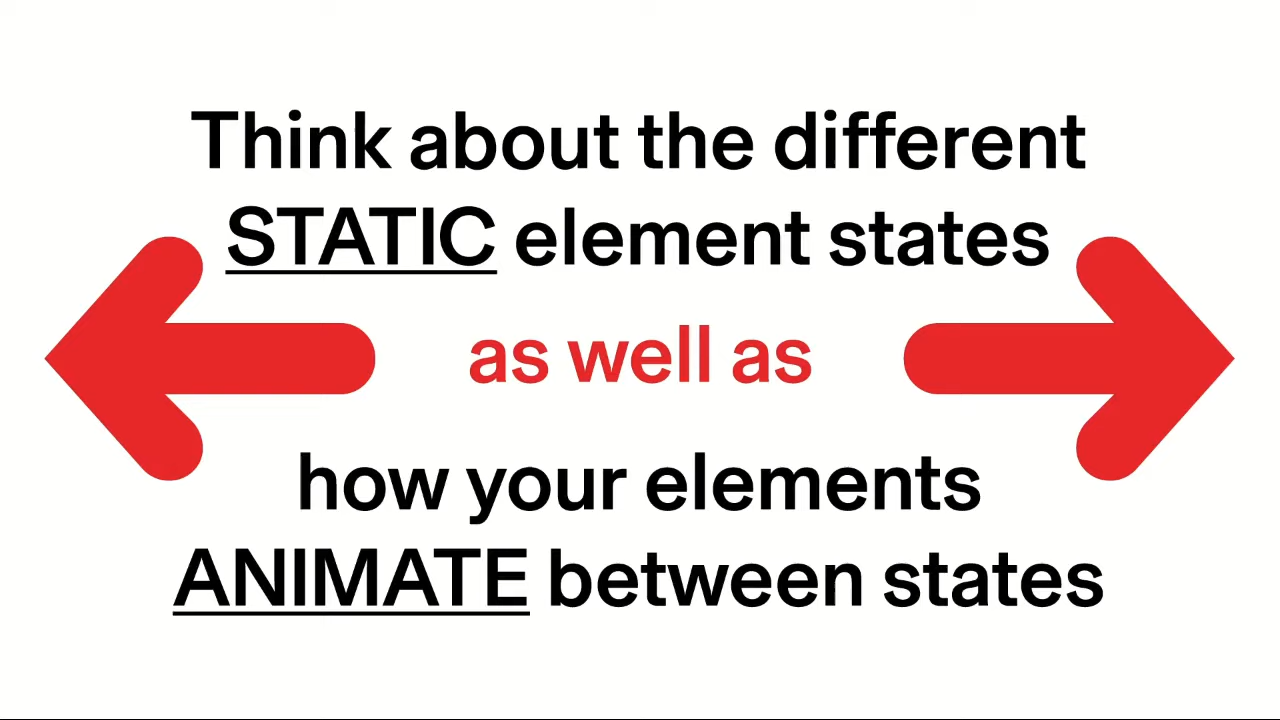 Think about the different
STATIC element states
as well as
how your elements
ANIMATE between states